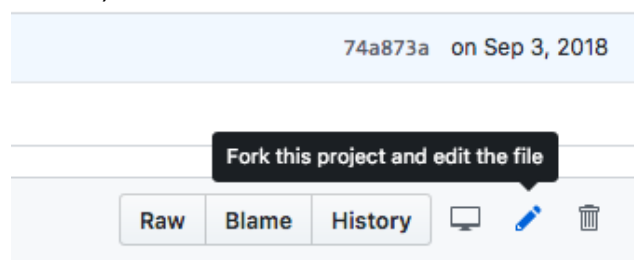 74a873a on Sep 3, 2018
Fork this project and edit the file
Raw Blame History